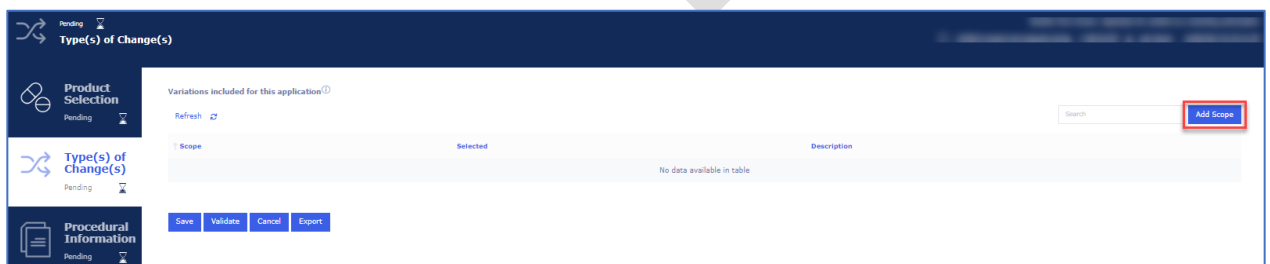 Pending
Type(s) of Change(s)
Product
Selection
Pending
Variations included for this application
Refresh
Search
Add Scope
Scope Selected Description
Type(s) of
Change(s)
Pending
No data available in table
Procedural
Information
Pending
Save Validate Cancel Export